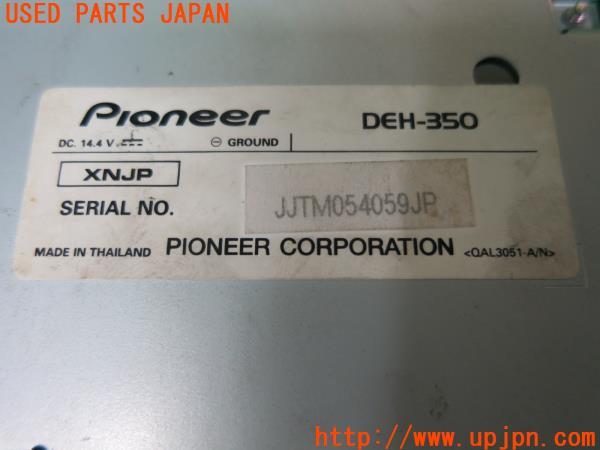 USED PARTS JAPAN
Pioneer DEH-350
DC. 14.4 V ⎓ ⊖ GROUND
XNJP
SERIAL NO. JJTM054059JP
MADE IN THAILAND PIONEER CORPORATION <QAL3051-A/N>
https://www.upjpn.com